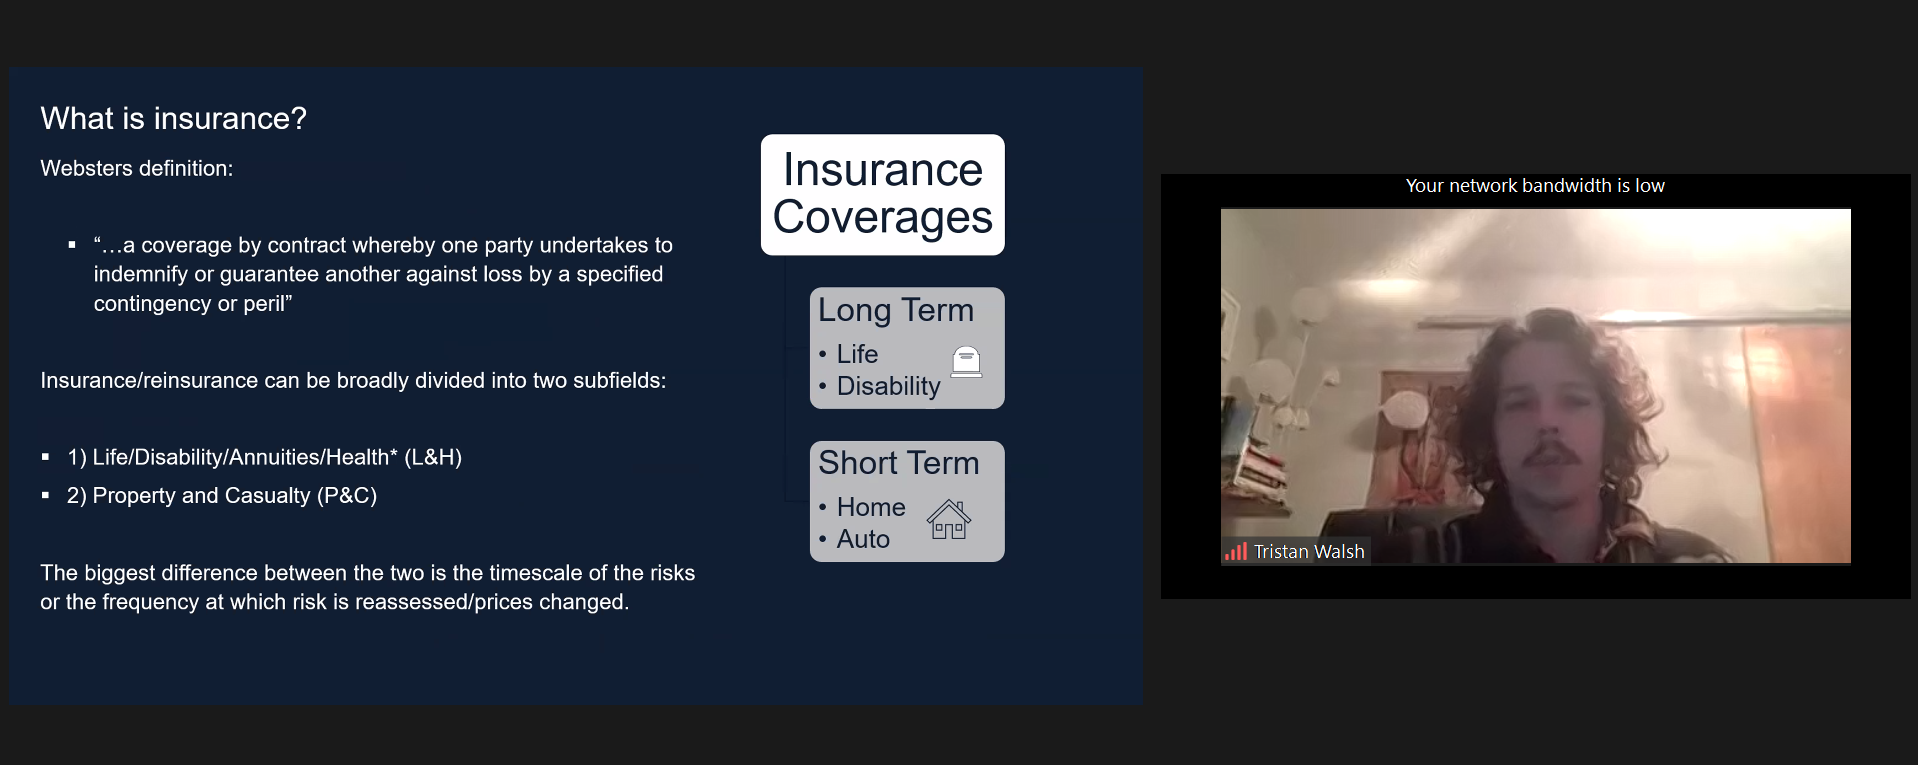 What is insurance?
Websters definition:
▪ “…a coverage by contract whereby one party undertakes to
indemnify or guarantee another against loss by a specified
contingency or peril”
Insurance/reinsurance can be broadly divided into two subfields:
▪ 1) Life/Disability/Annuities/Health* (L&H)
▪ 2) Property and Casualty (P&C)
The biggest difference between the two is the timescale of the risks
or the frequency at which risk is reassessed/prices changed.
Insurance
Coverages
Long Term
• Life
• Disability
Short Term
• Home
• Auto
Your network bandwidth is low
Tristan Walsh